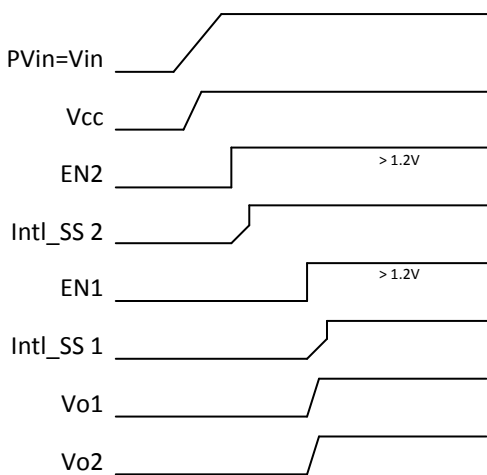 PVin=Vin
Vcc
EN2
> 1.2V
Intl_SS 2
EN1
> 1.2V
Intl_SS 1
Vo1
Vo2